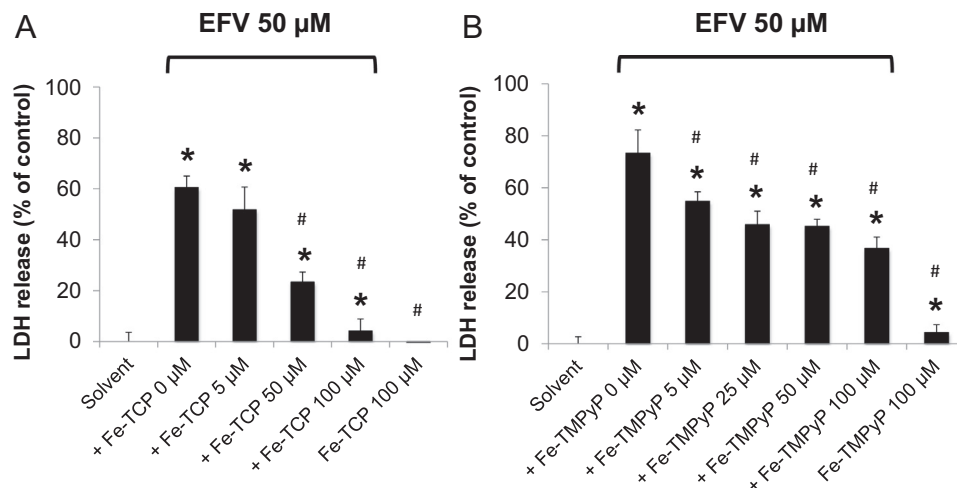 A
EFV 50 µM
LDH release (% of control)
100
80
60
40
20
0
*
*
#
*
#
*
#
Solvent
+ Fe-TCP 0 µM
+ Fe-TCP 5 µM
+ Fe-TCP 50 µM
+ Fe-TCP 100 µM
Fe-TCP 100 µM
B
EFV 50 µM
LDH release (% of control)
100
80
60
40
20
0
*
#
*
#
*
#
*
#
*
#
*
Solvent
+ Fe-TMPyP 0 µM
+ Fe-TMPyP 5 µM
+ Fe-TMPyP 25 µM
+ Fe-TMPyP 50 µM
+ Fe-TMPyP 100 µM
Fe-TMPyP 100 µM